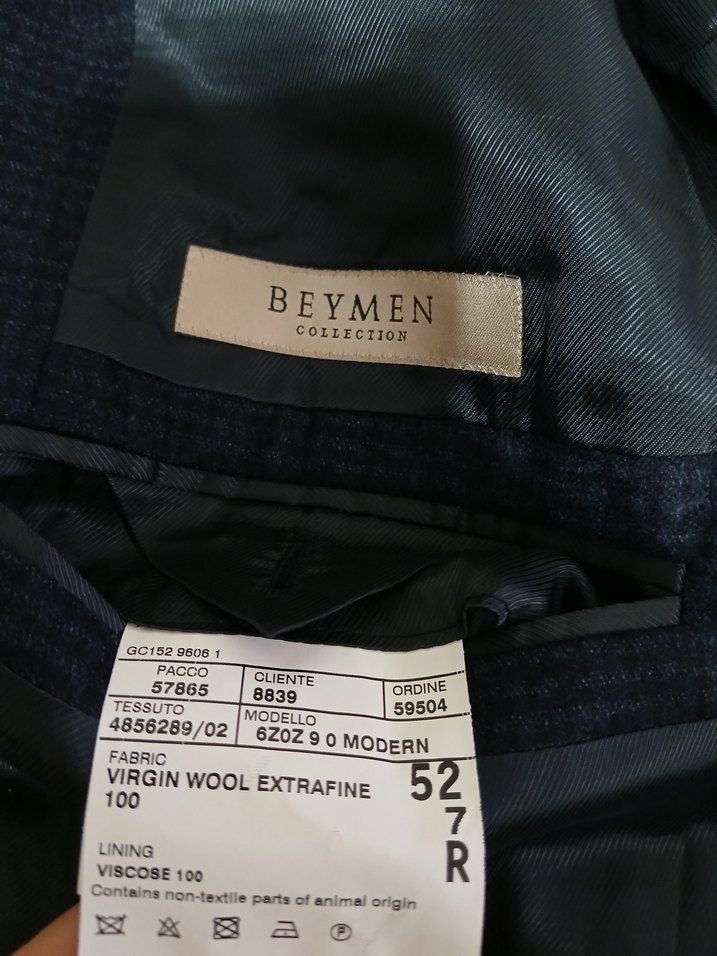 BEYMEN
COLLECTION
GC152 9606 1
PACCO
57865
CLIENTE
8839
ORDINE
59504
TESSUTO
4856289/02
MODELLO
6Z0Z 9 0 MODERN
FABRIC
VIRGIN WOOL EXTRAFINE
100
52
7
R
LINING
VISCOSE 100
Contains non-textile parts of animal origin
P